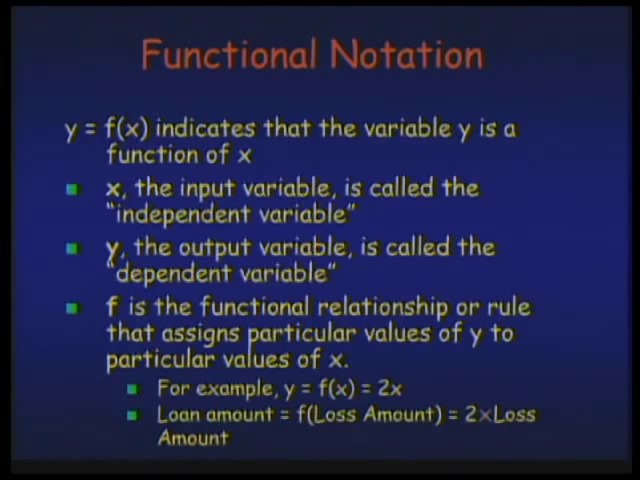 Functional Notation
y = f(x) indicates that the variable y is a
function of x
x, the input variable, is called the
“independent variable”
y, the output variable, is called the
“dependent variable”
f is the functional relationship or rule
that assigns particular values of y to
particular values of x.
For example, y = f(x) = 2x
Loan amount = f(Loss Amount) = 2×Loss
Amount